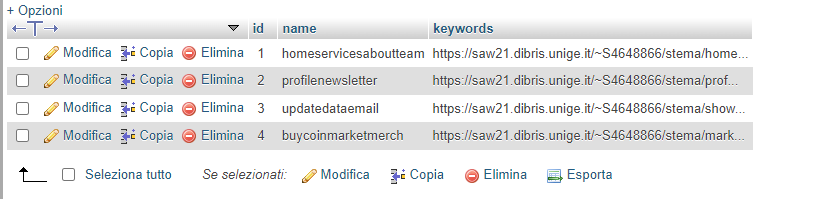 + Opzioni
id name keywords
Modifica Copia Elimina 1 homeservicesaboutteam https://saw21.dibris.unige.it/~S4648866/stema/home...
Modifica Copia Elimina 2 profilenewsletter https://saw21.dibris.unige.it/~S4648866/stema/prof...
Modifica Copia Elimina 3 updatedataemail https://saw21.dibris.unige.it/~S4648866/stema/show...
Modifica Copia Elimina 4 buycoinmarketmerch https://saw21.dibris.unige.it/~S4648866/stema/mark...
Seleziona tutto Se selezionati: Modifica Copia Elimina Esporta